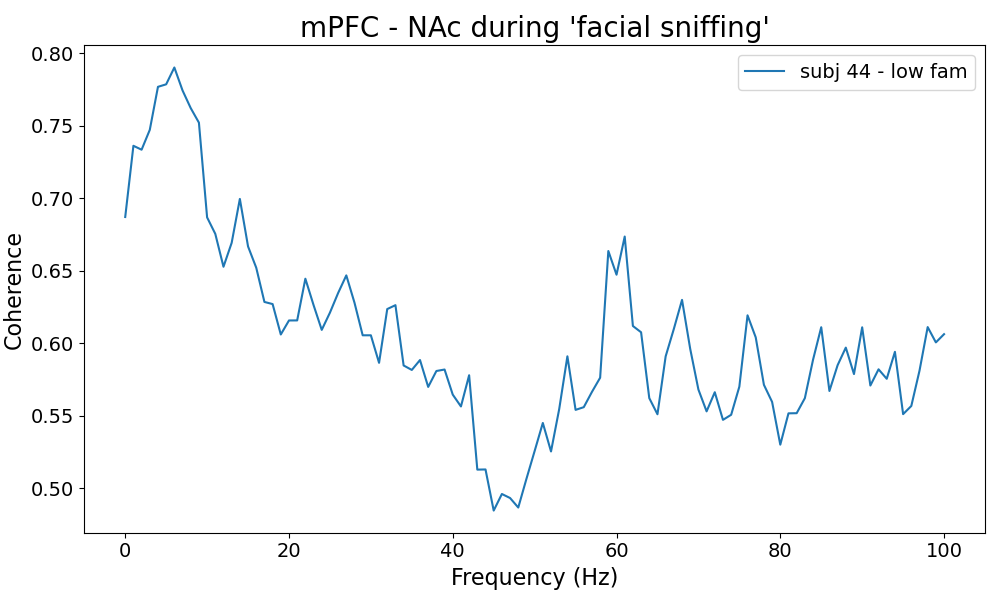 mPFC - NAc during 'facial sniffing'
subj 44 - low fam
Coherence
0.80
0.75
0.70
0.65
0.60
0.55
0.50
0 20 40 60 80 100
Frequency (Hz)